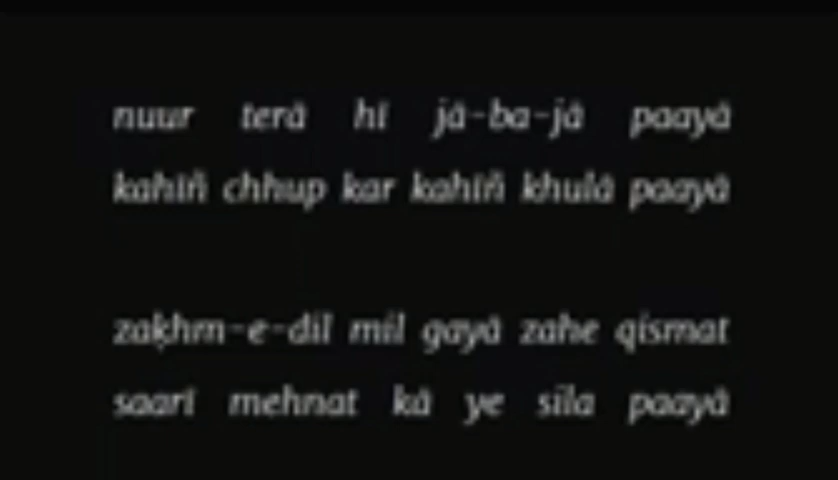 nuur terā hī jā-ba-jā paayā
kahīñ chhup kar kahīñ khulā paayā
zaḳhm-e-dil mil gayā zahe qismat
saarī mehnat kā ye sila paayā